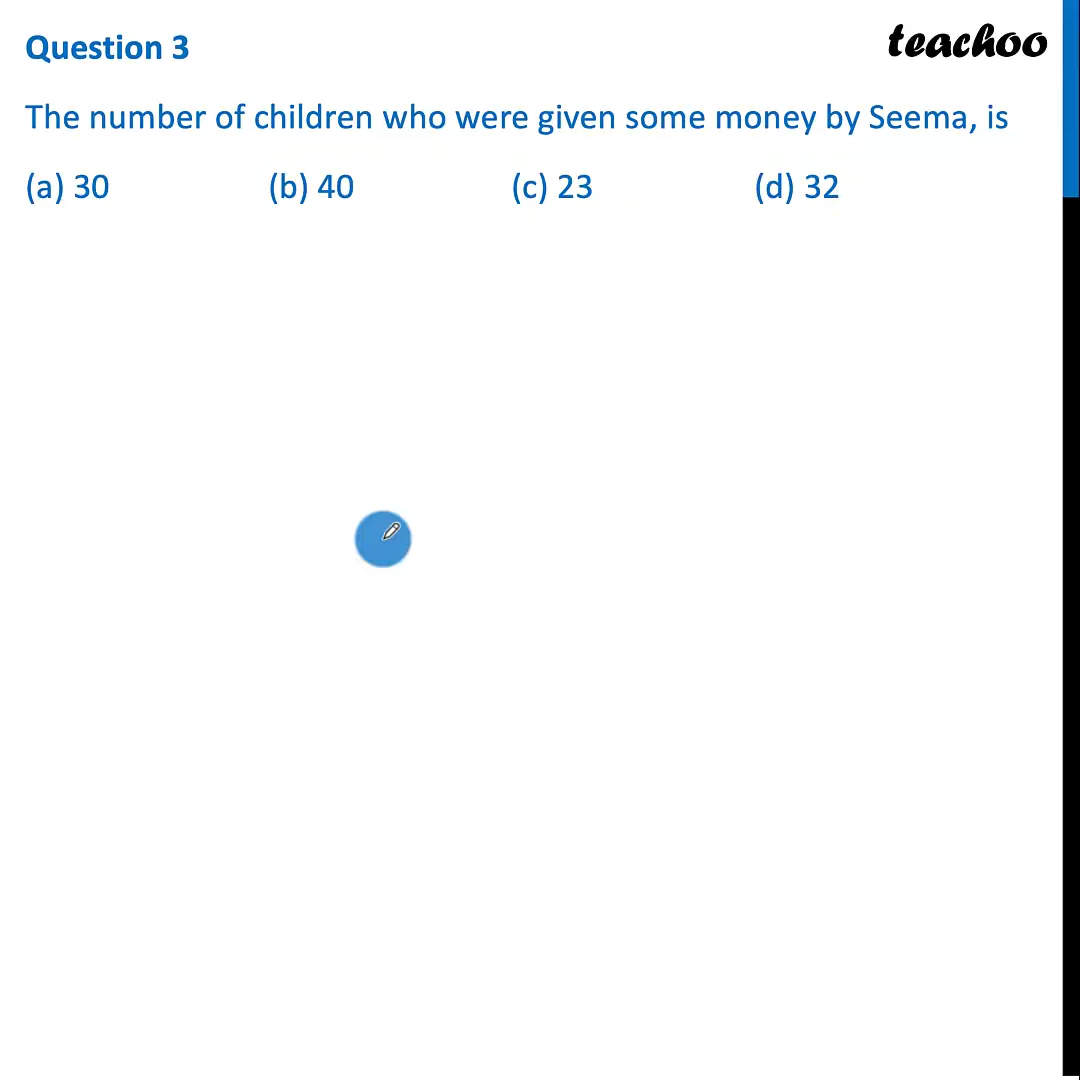 teachoo
Question 3
The number of children who were given some money by Seema, is
(a) 30 (b) 40 (c) 23 (d) 32